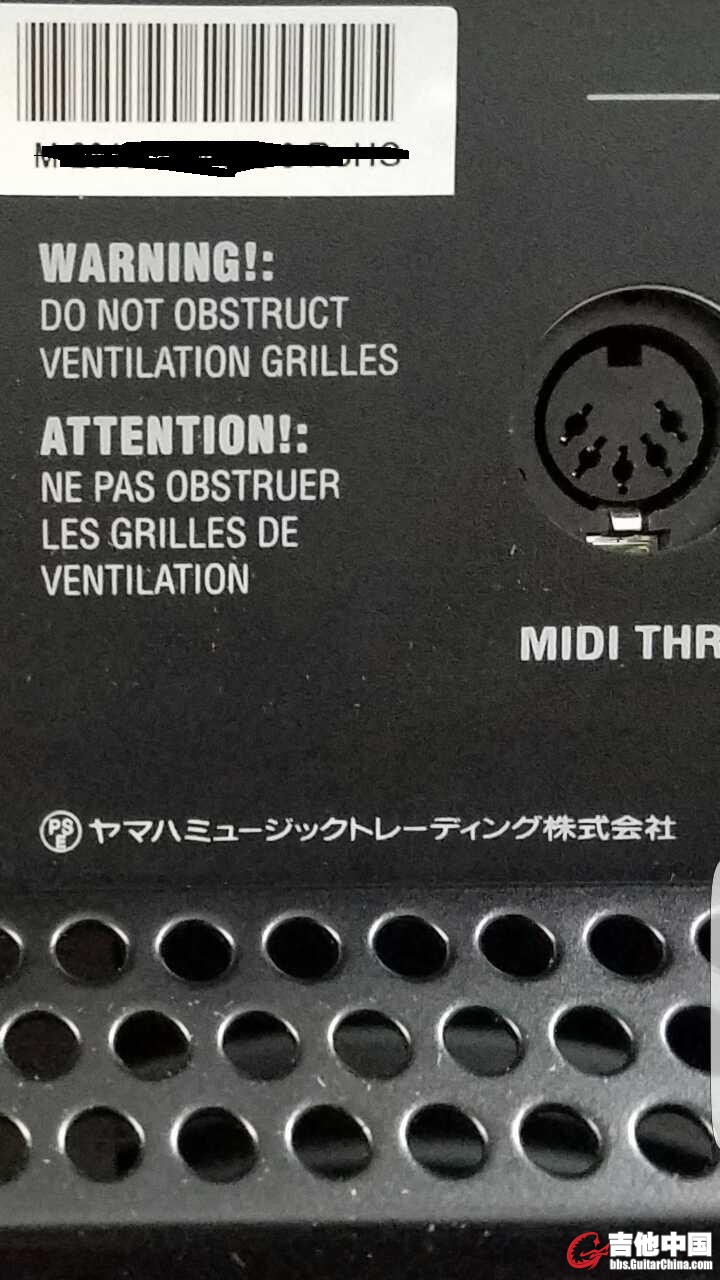 WARNING!:
DO NOT OBSTRUCT
VENTILATION GRILLES
ATTENTION!:
NE PAS OBSTRUER
LES GRILLES DE
VENTILATION
MIDI THR
PS
E
ヤマハミュージックトレーディング株式会社
吉他中国
bbs.GuitarChina.com